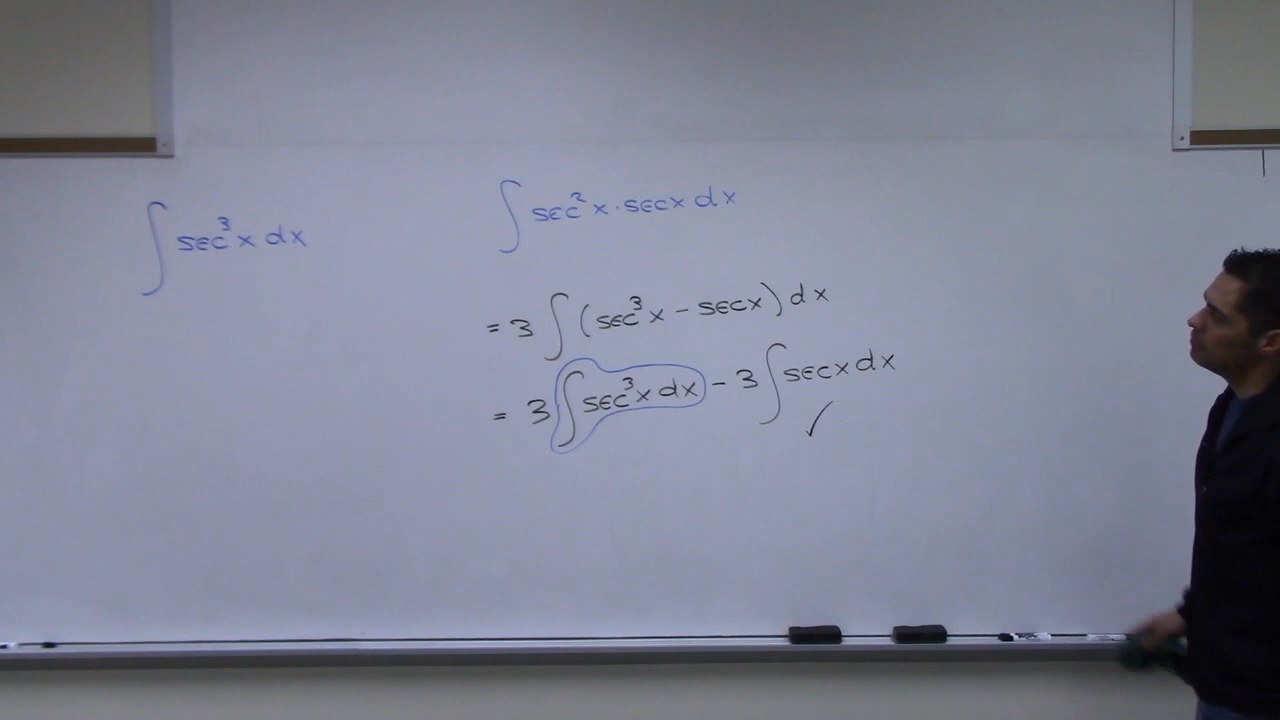 ∫ sec³x dx
∫ sec²x · secx dx
= 3 ∫ (sec³x − secx) dx
= 3 ∫ sec³x dx − 3 ∫ secx dx
✓